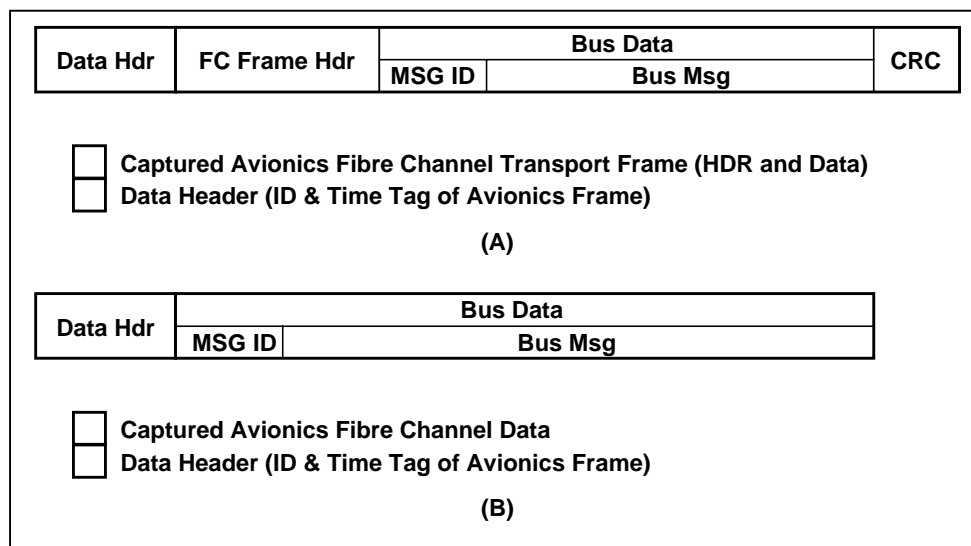 Data Hdr FC Frame Hdr Bus Data CRC
MSG ID Bus Msg
Captured Avionics Fibre Channel Transport Frame (HDR and Data)
Data Header (ID & Time Tag of Avionics Frame)
(A)
Data Hdr Bus Data
MSG ID Bus Msg
Captured Avionics Fibre Channel Data
Data Header (ID & Time Tag of Avionics Frame)
(B)